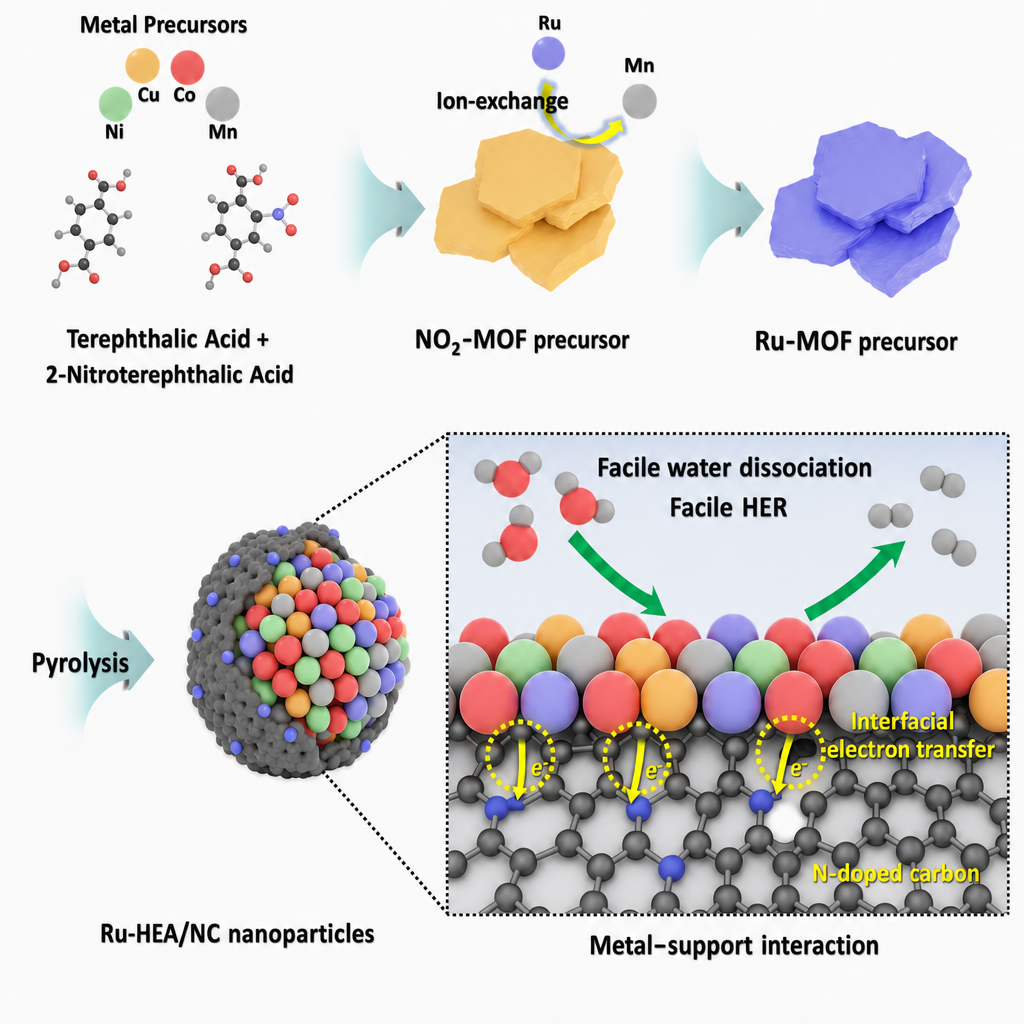 Metal Precursors
Cu
Co
Ni
Mn
Terephthalic Acid +
2-Nitroterephthalic Acid
Ru
Mn
Ion-exchange
NO₂-MOF precursor
Ru-MOF precursor
Pyrolysis
Ru-HEA/NC nanoparticles
Facile water dissociation
Facile HER
Interfacial
electron transfer
e⁻
e⁻
e⁻
N-doped carbon
Metal–support interaction